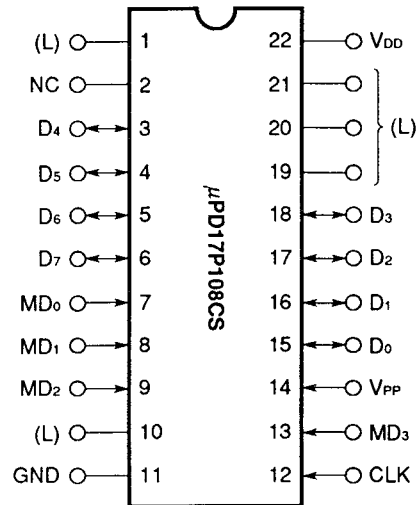 (L) 1 22 VDD
NC 2 21
D4 3 20 (L)
D5 4 19
D6 5 18 D3
D7 6 17 D2
MD0 7 16 D1
MD1 8 15 D0
MD2 9 14 VPP
(L) 10 13 MD3
GND 11 12 CLK
μPD17P108CS